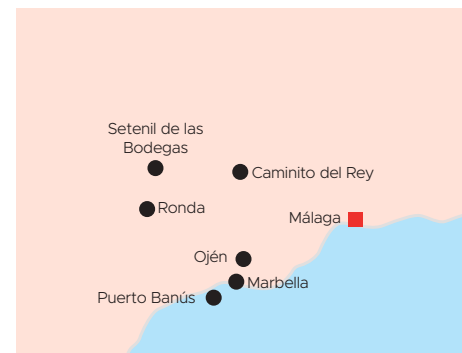 Setenil de las
Bodegas
Caminito del Rey
Ronda
Málaga
Ojén
Marbella
Puerto Banús